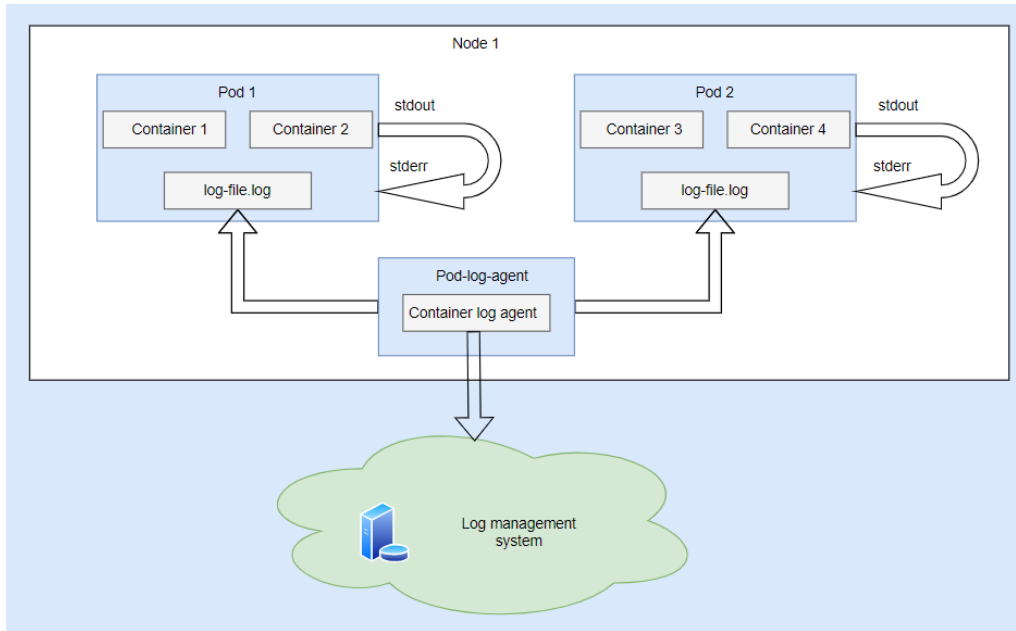 Node 1
Pod 1
Container 1
Container 2
stdout
stderr
log-file.log
Pod 2
Container 3
Container 4
stdout
stderr
log-file.log
Pod-log-agent
Container log agent
Log management
system